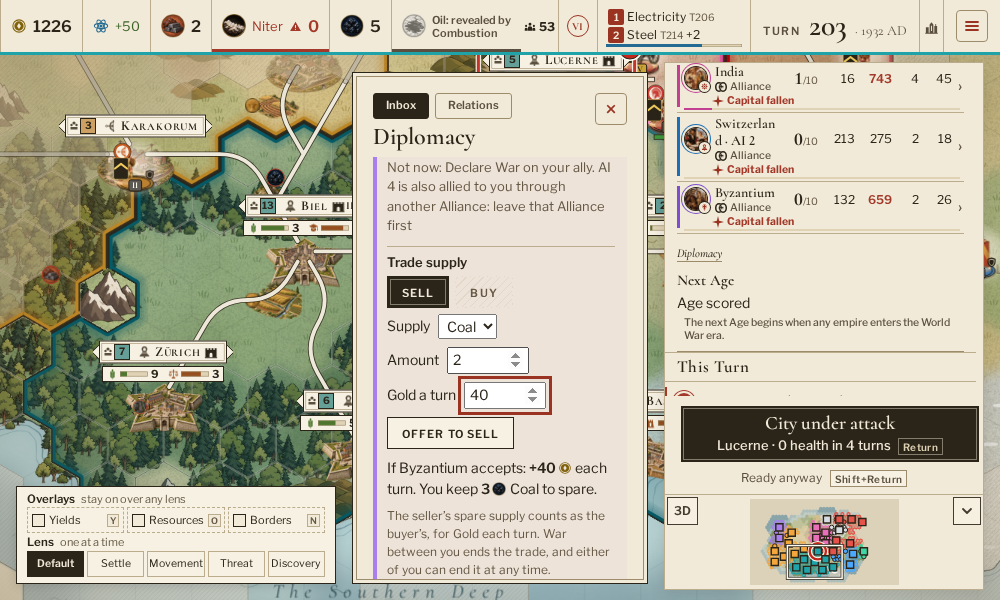 1226
+50
2
Niter 0
5
Oil: revealed by
Combustion
53
VI
1 Electricity T206
2 Steel T214 +2
TURN 203 · 1932 AD
5 LUCERNE
3 KARAKORUM
13 BIEL
3
7 ZÜRICH
9 3
6
Inbox
Relations
×
Diplomacy
Not now: Declare War on your ally. AI
4 is also allied to you through
another Alliance: leave that Alliance
first
Trade supply
SELL
BUY
Supply Coal
Amount 2
Gold a turn 40
OFFER TO SELL
If Byzantium accepts: +40 each
turn. You keep 3 Coal to spare.
The seller's spare supply counts as the
buyer's, for Gold each turn. War
between you ends the trade, and either
of you can end it at any time.
India
1/10 16 743 4 45 ›
Alliance
Capital fallen
Switzerlan
d · AI 2
0/10 213 275 2 18 ›
Alliance
Capital fallen
Byzantium
0/10 132 659 2 26 ›
Alliance
Capital fallen
Diplomacy
Next Age
Age scored
The next Age begins when any empire enters the World
War era.
This Turn
City under attack
Lucerne · 0 health in 4 turns Return
Ready anyway Shift+Return
3D
Overlays stay on over any lens
Yields Y
Resources O
Borders N
Lens one at a time
Default
Settle
Movement
Threat
Discovery
The Southern Deep